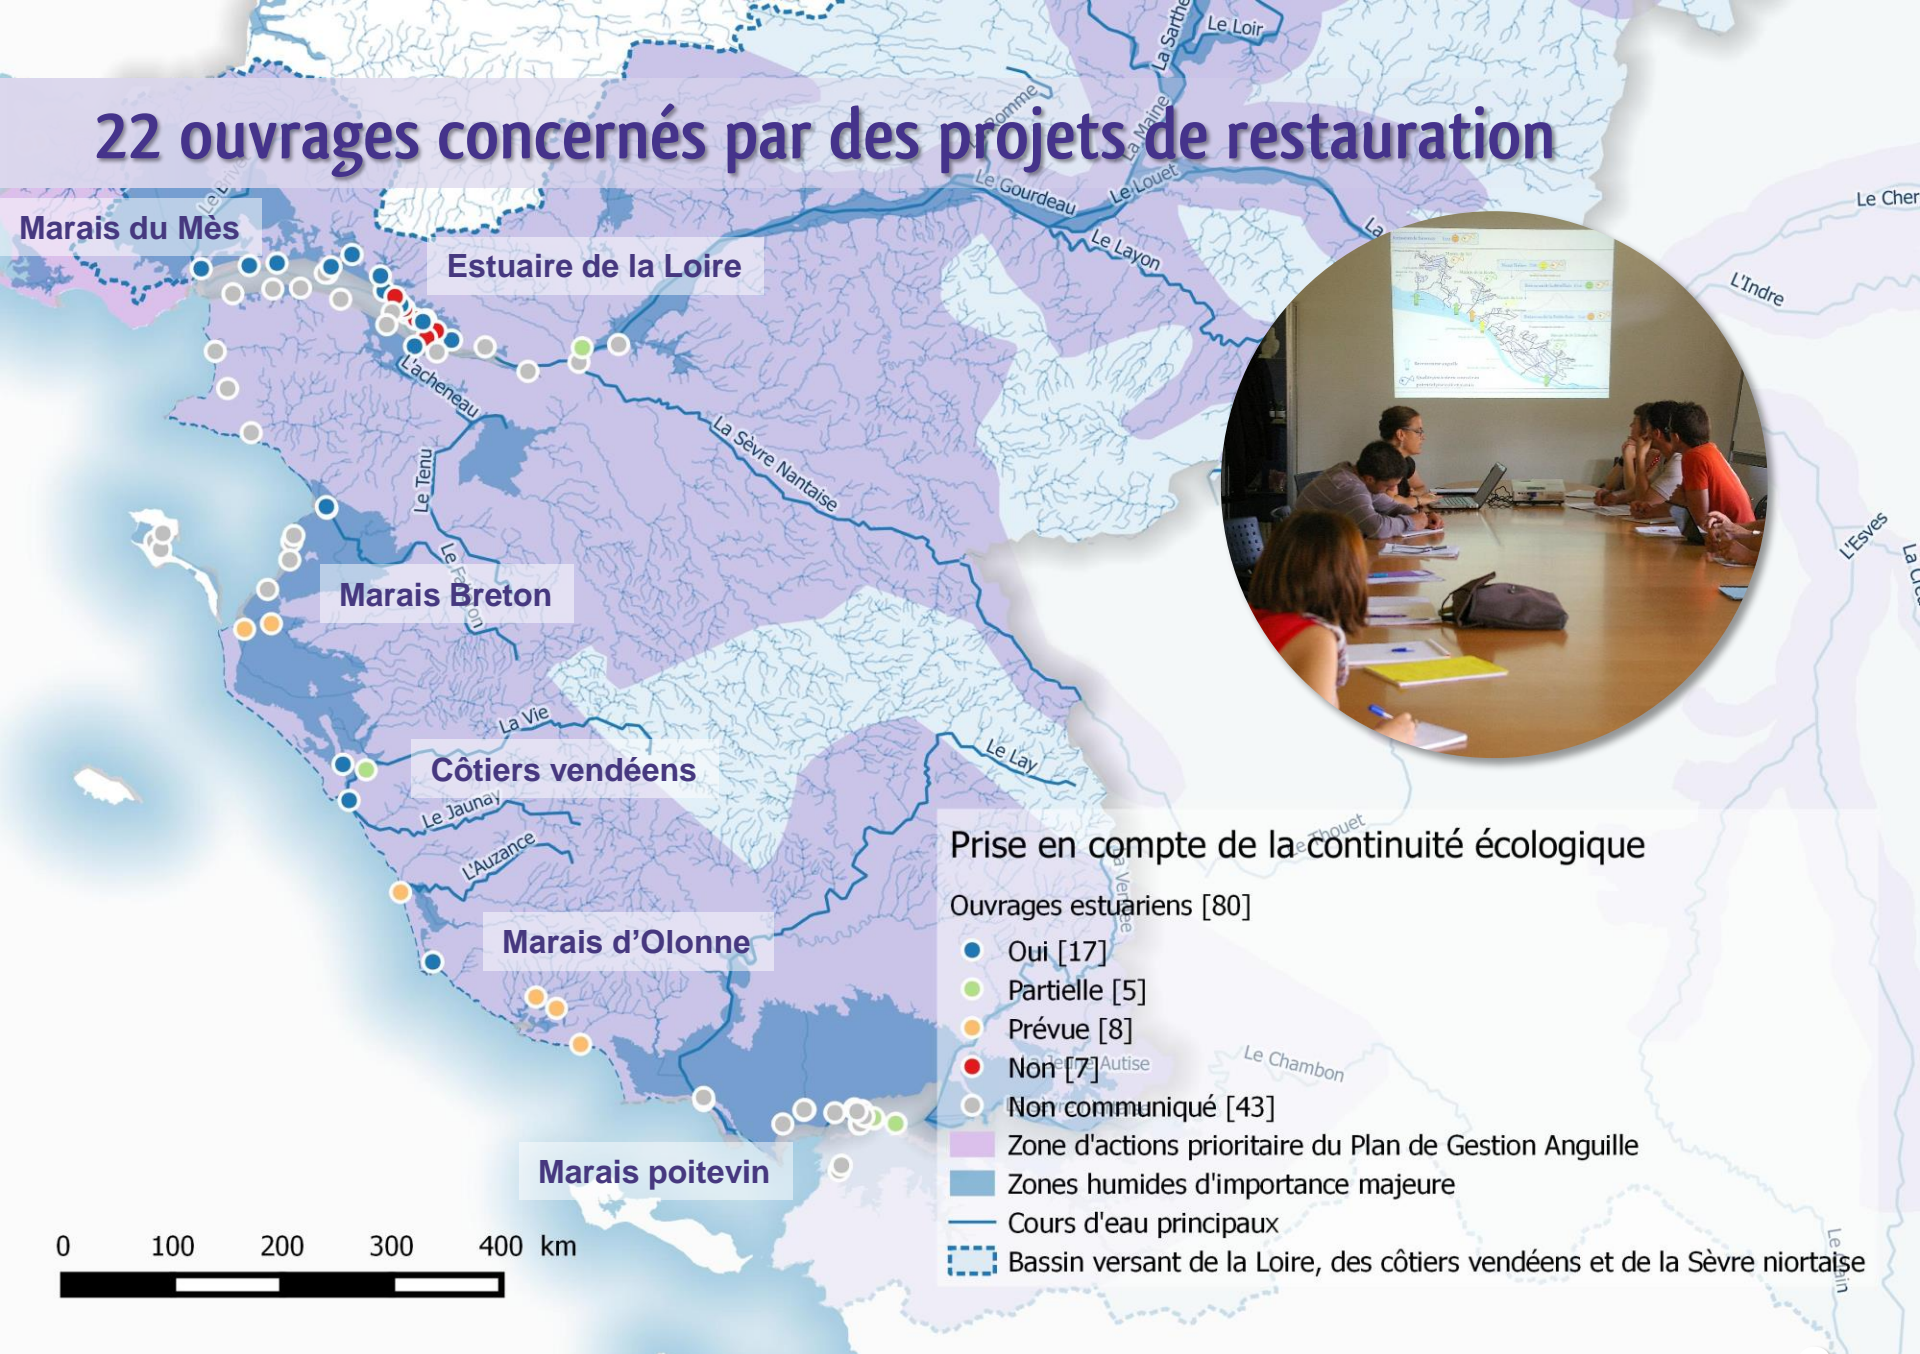 La Sarthe
Le Loir
22 ouvrages concernés par des projets de restauration
La Maine
Le Gourdeau
Le Louet
Le Cher
Marais du Mès
Estuaire de la Loire
Le Layon
L'Indre
L'acheneau
La Sèvre Nantaise
Le Tenu
L'Esves
Marais Breton
La Vie
Le Lay
Côtiers vendéens
Le Jaunay
L'Auzance
Le Thouet
Marais d'Olonne
Prise en compte de la continuité écologique
Ouvrages estuariens [80]
Oui [17]
Partielle [5]
Prévue [8]
Non [7]
Non communiqué [43]
Le Chambon
Zone d'actions prioritaire du Plan de Gestion Anguille
Zones humides d'importance majeure
Cours d'eau principaux
Bassin versant de la Loire, des côtiers vendéens et de la Sèvre niortaise
Marais poitevin
0 100 200 300 400 km